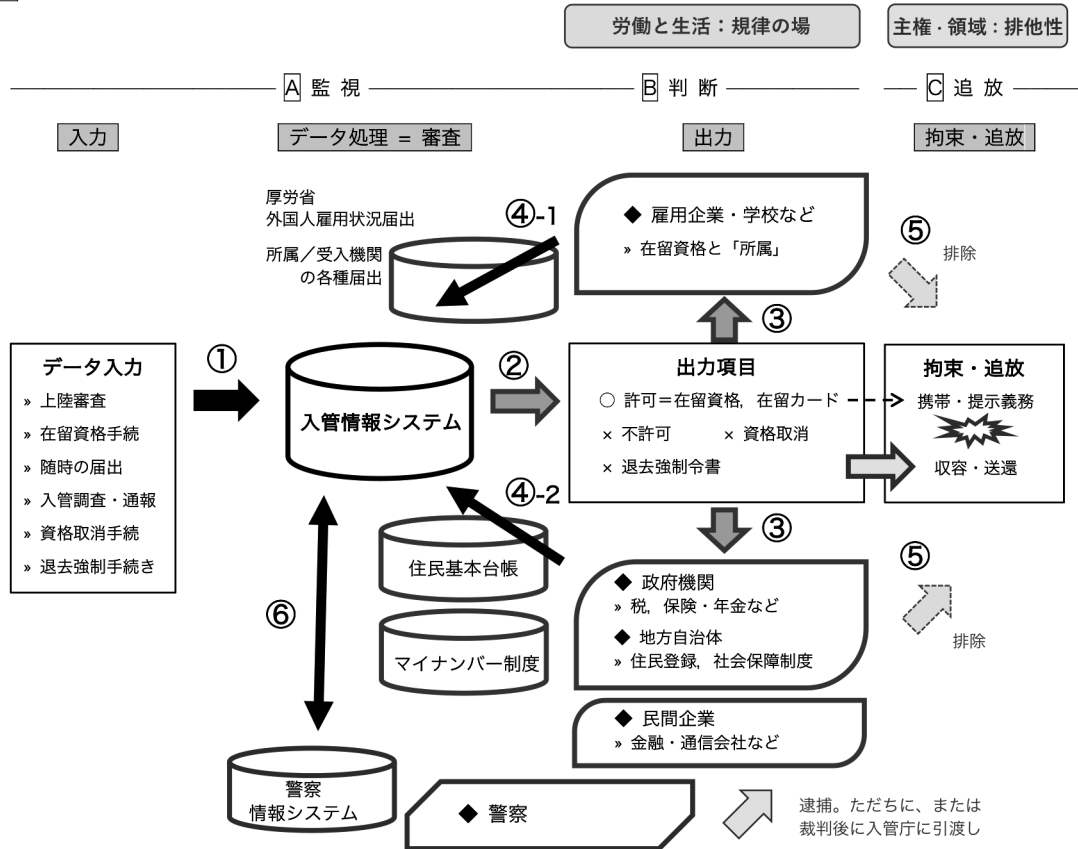 労働と生活：規律の場
主権・領域：排他性
A 監 視
B 判 断
C 追 放
入力
データ処理 = 審査
出力
拘束・追放
厚労省
外国人雇用状況届出
所属／受入機関
の各種届出
④-1
◆ 雇用企業・学校など
» 在留資格と「所属」
⑤
排除
③
データ入力
» 上陸審査
» 在留資格手続
» 随時の届出
» 入管調査・通報
» 資格取消手続
» 退去強制手続き
①
入管情報システム
②
出力項目
○ 許可＝在留資格，在留カード
× 不許可
× 資格取消
× 退去強制令書
拘束・追放
携帯・提示義務
収容・送還
④-2
③
住民基本台帳
マイナンバー制度
⑥
◆ 政府機関
» 税，保険・年金など
◆ 地方自治体
» 住民登録，社会保障制度
⑤
排除
◆ 民間企業
» 金融・通信会社など
警察
情報システム
◆ 警察
逮捕。ただちに、または
裁判後に入管庁に引渡し